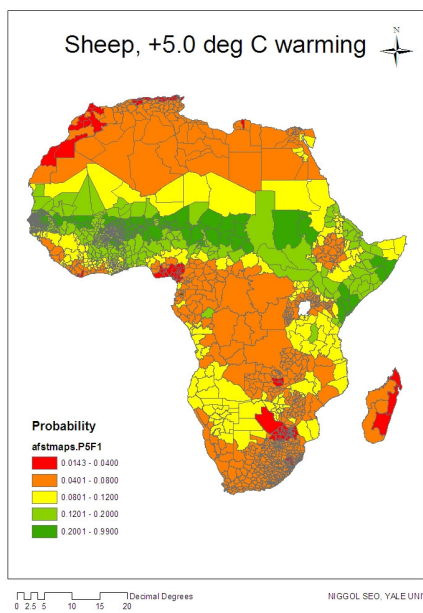 Sheep, +5.0 deg C warming
N
Probability
afstmaps.P5F1
0.0143 - 0.0400
0.0401 - 0.0800
0.0801 - 0.1200
0.1201 - 0.2000
0.2001 - 0.9900
Decimal Degrees
0 2.5 5 10 15 20
NIGGOL SEO, YALE UNI